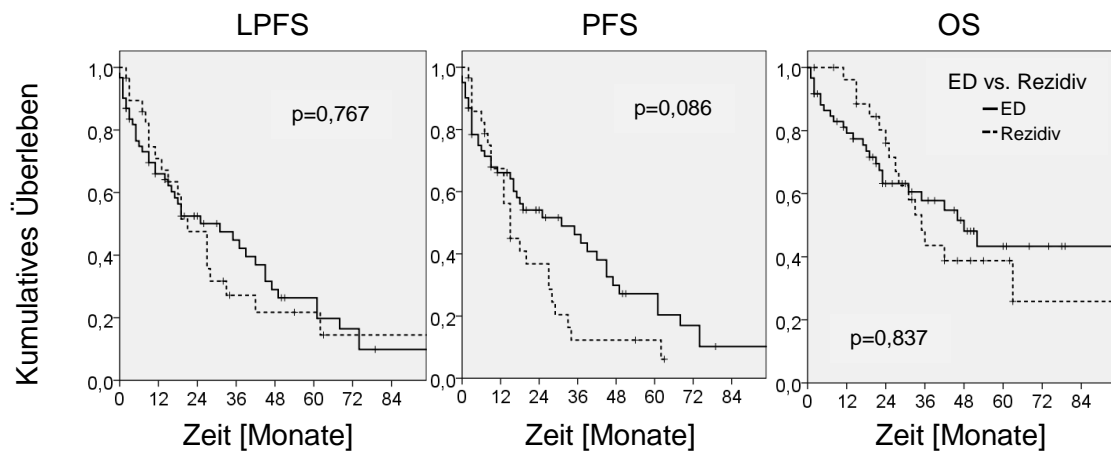 LPFS
PFS
OS
Kumulatives Überleben
1,0
0,8
0,6
0,4
0,2
0,0
p=0,767
0 12 24 36 48 60 72 84
Zeit [Monate]
1,0
0,8
0,6
0,4
0,2
0,0
p=0,086
0 12 24 36 48 60 72 84
Zeit [Monate]
1,0
0,8
0,6
0,4
0,2
0,0
ED vs. Rezidiv
ED
Rezidiv
p=0,837
0 12 24 36 48 60 72 84
Zeit [Monate]